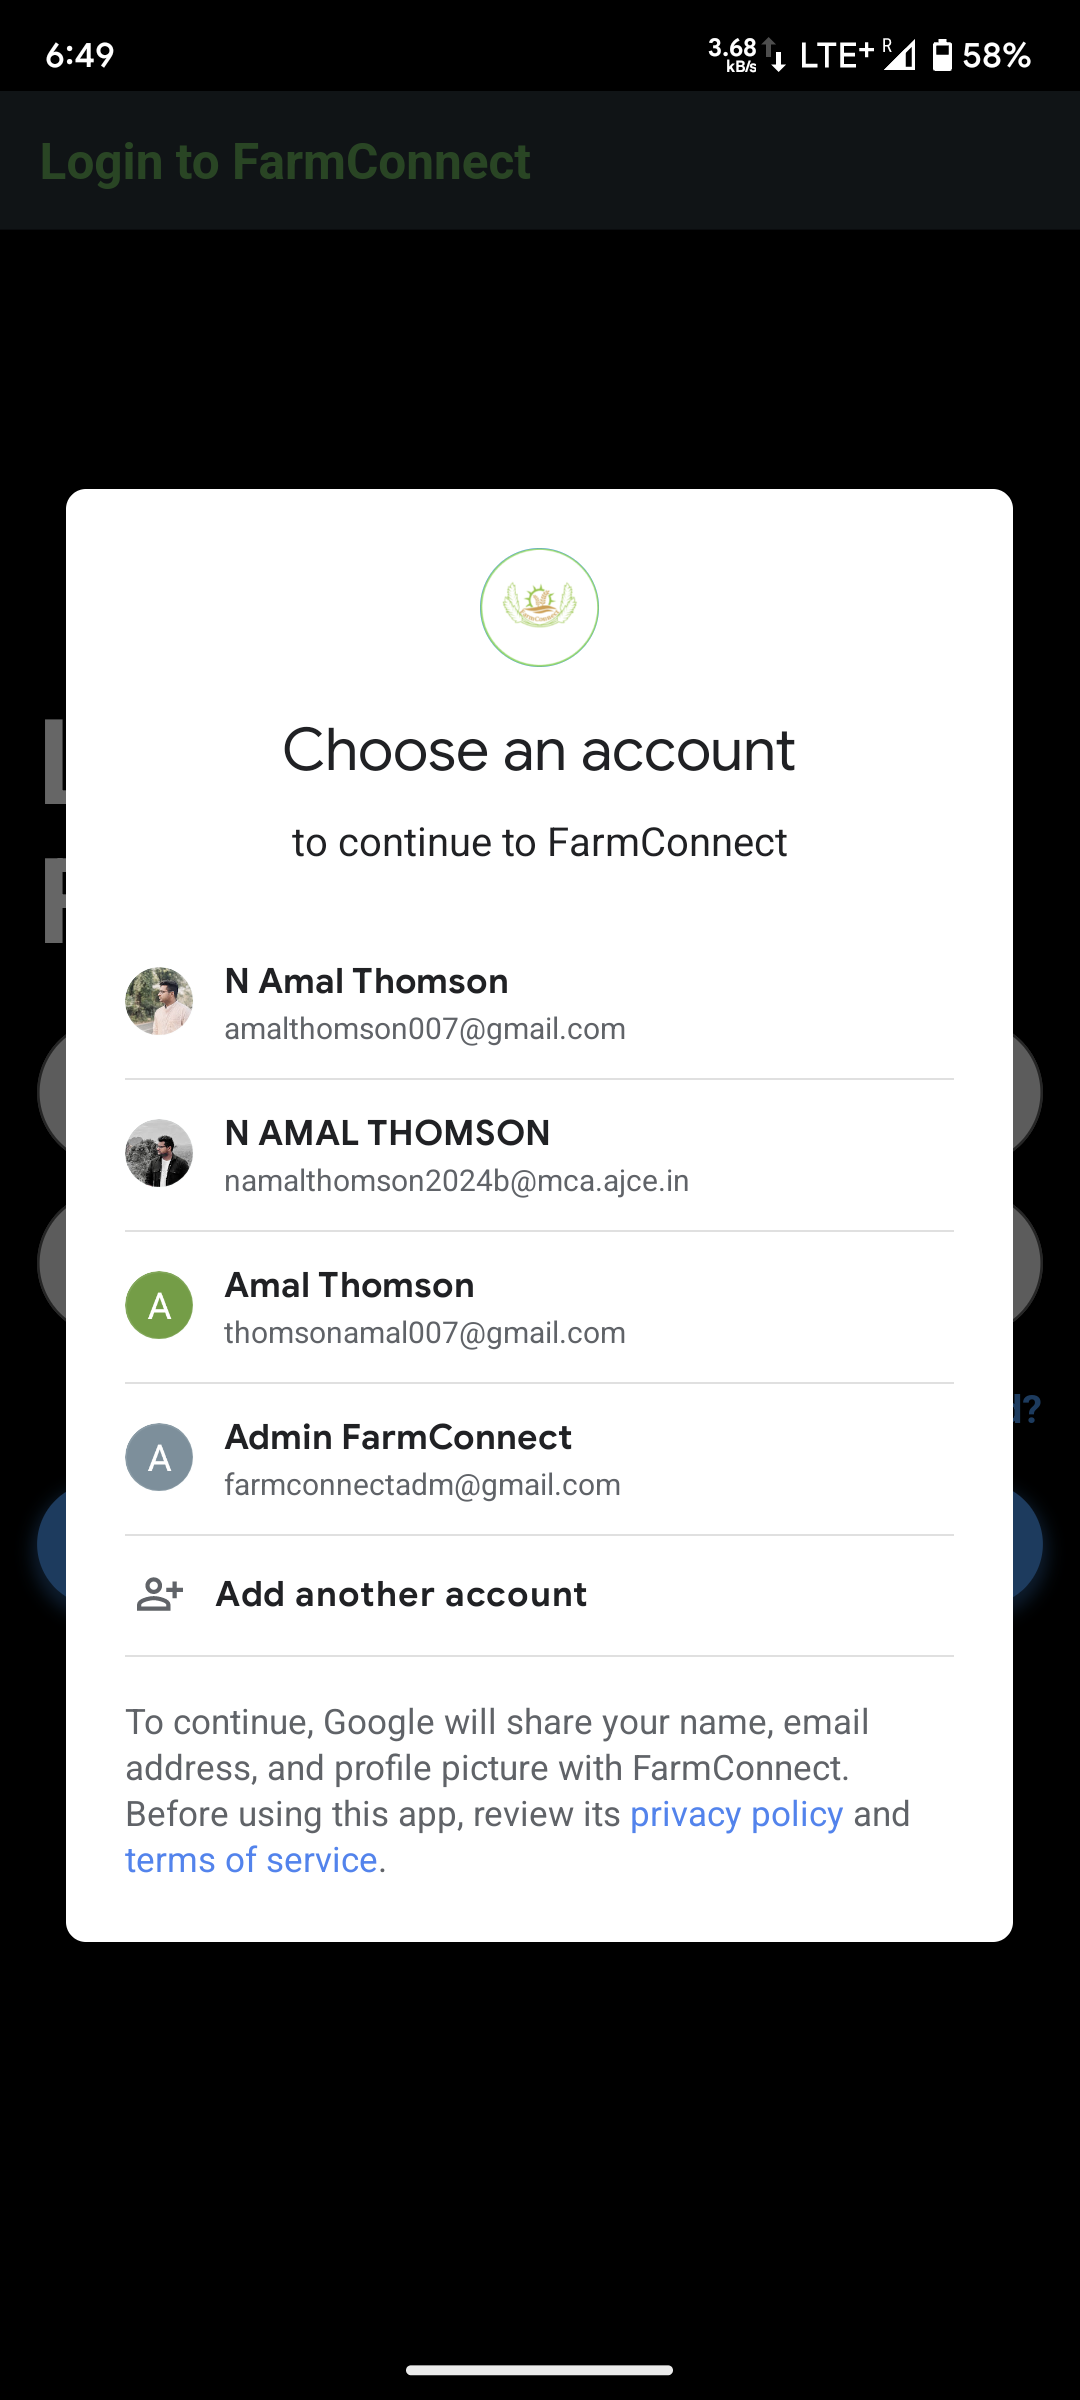 6:49
3.68 kB/s LTE+ R 58%
Login to FarmConnect
FarmConnect
Choose an account
to continue to FarmConnect
N Amal Thomson
amalthomson007@gmail.com
N AMAL THOMSON
namalthomson2024b@mca.ajce.in
A
Amal Thomson
thomsonamal007@gmail.com
A
Admin FarmConnect
farmconnectadm@gmail.com
Add another account
To continue, Google will share your name, email
address, and profile picture with FarmConnect.
Before using this app, review its privacy policy and
terms of service.